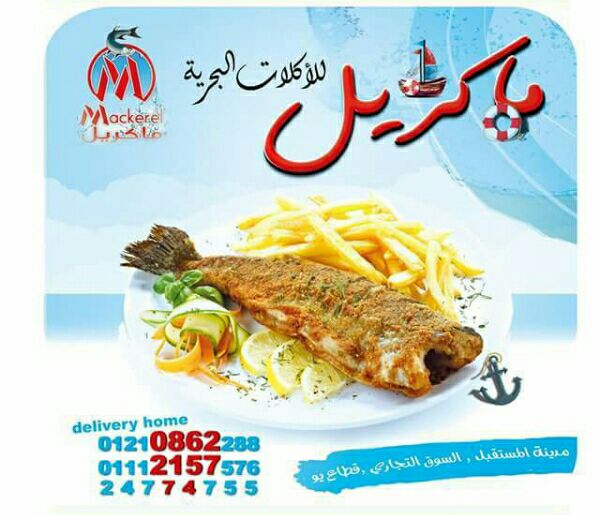 Mackerel
ماكريل
ماكريل
للأكلات البحرية
delivery home
01210862288
01112157576
24774755
مدينة المستقبل , السوق التجاري , قطاع يو